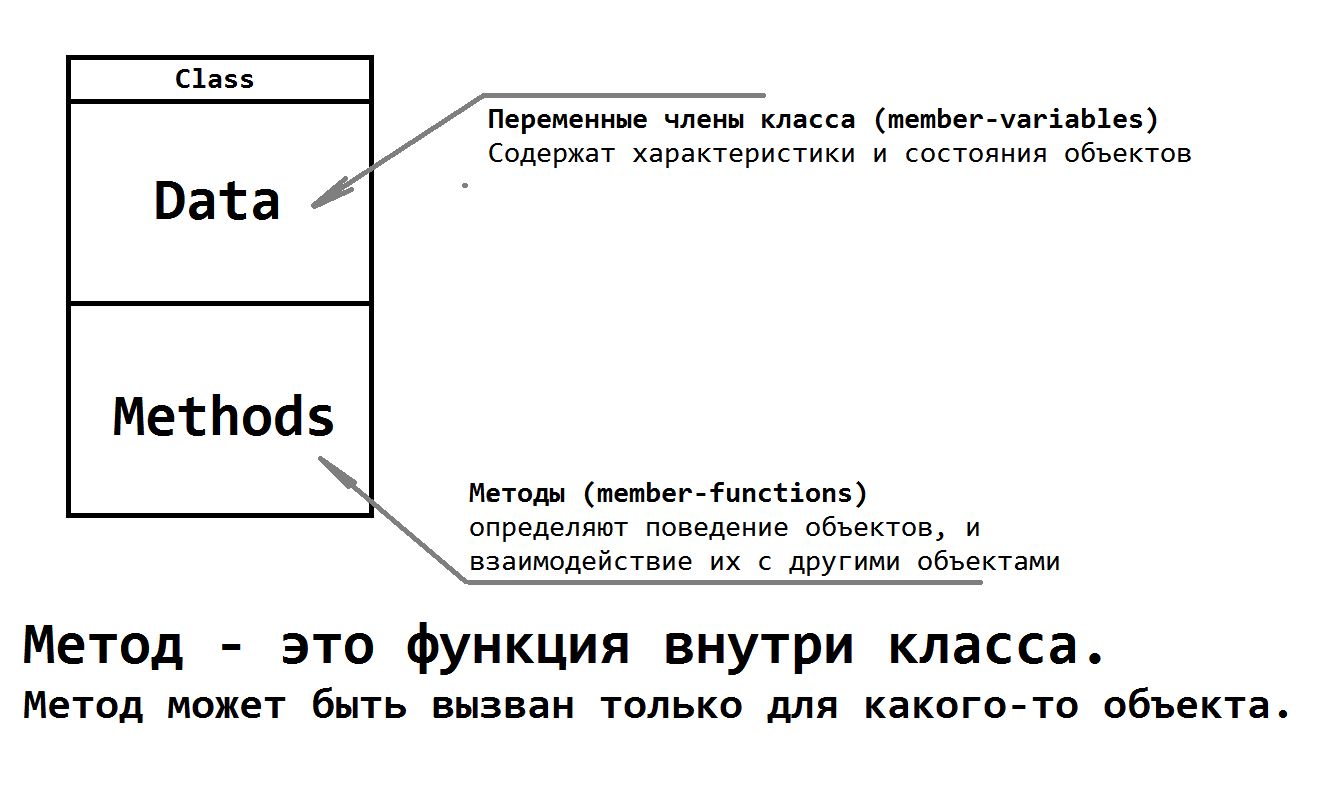 Class
Data
Переменные члены класса (member-variables)
Содержат характеристики и состояния объектов
Methods
Методы (member-functions)
определяют поведение объектов, и
взаимодействие их с другими объектами
Метод - это функция внутри класса.
Метод может быть вызван только для какого-то объекта.